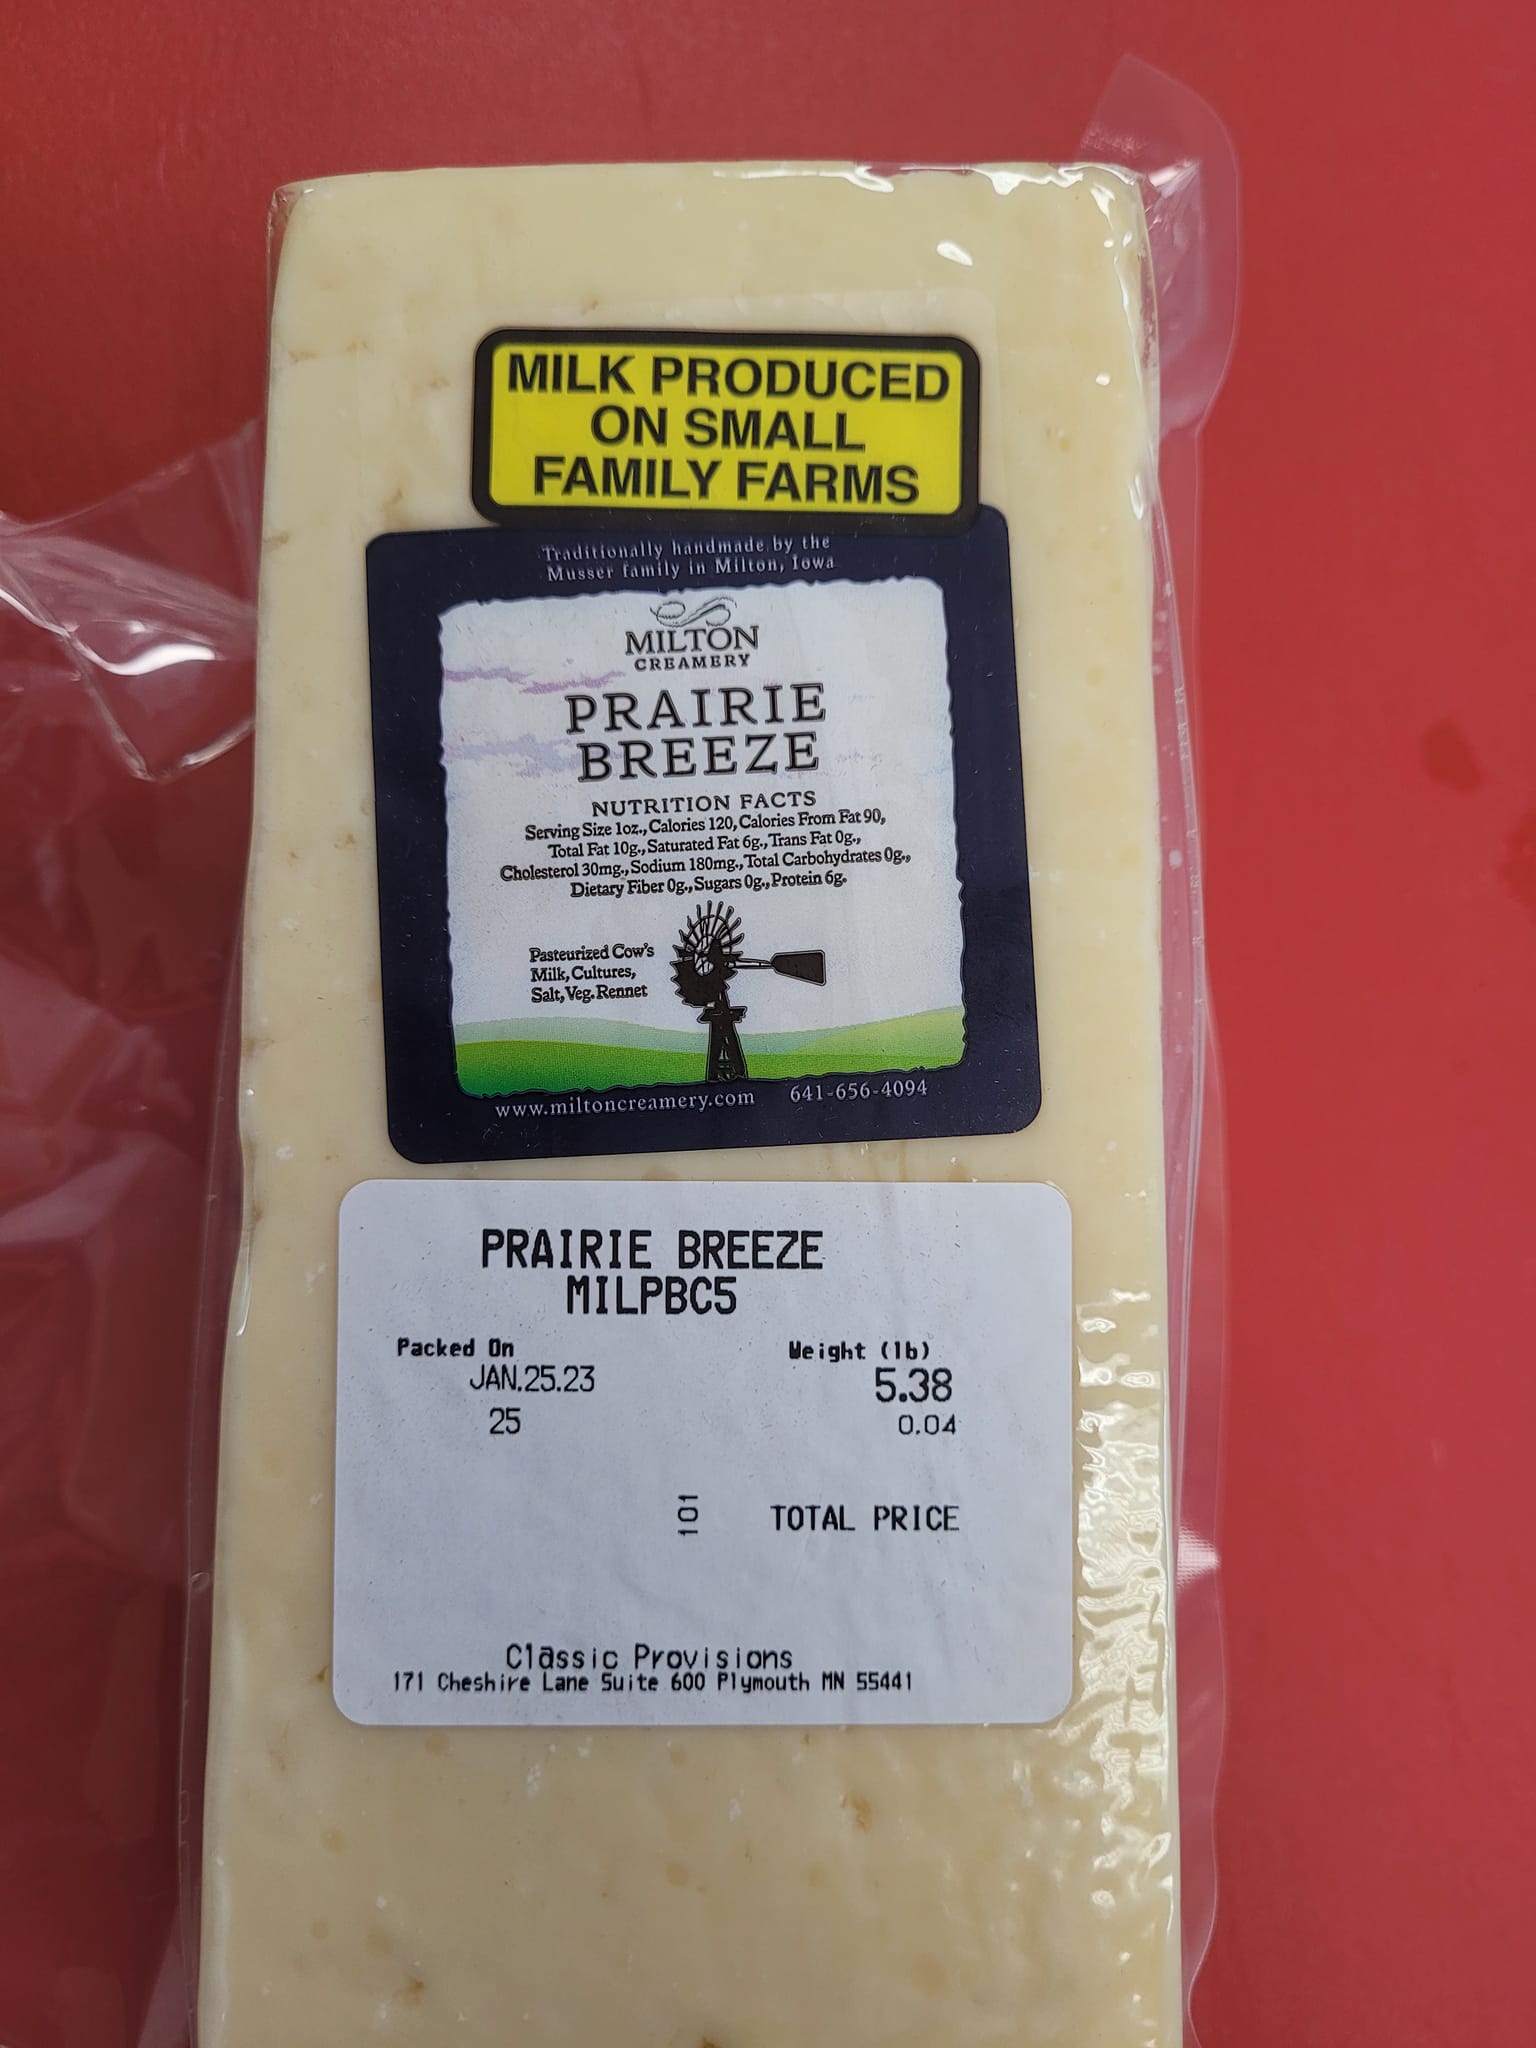 MILK PRODUCED
ON SMALL
FAMILY FARMS
Traditionally handmade by the
Musser family in Milton, Iowa
MILTON
CREAMERY
PRAIRIE
BREEZE
NUTRITION FACTS
Serving Size 1oz., Calories 120, Calories From Fat 90,
Total Fat 10g., Saturated Fat 6g., Trans Fat 0g.,
Cholesterol 30mg., Sodium 180mg., Total Carbohydrates 0g.,
Dietary Fiber 0g., Sugars 0g., Protein 6g.
Pasteurized Cow's
Milk, Cultures,
Salt, Veg. Rennet
www.miltoncreamery.com 641-656-4094
PRAIRIE BREEZE
MILPBC5
Packed On Weight (lb)
JAN.25.23 5.38
25 0.04
101 TOTAL PRICE
Classic Provisions
171 Cheshire Lane Suite 600 Plymouth MN 55441